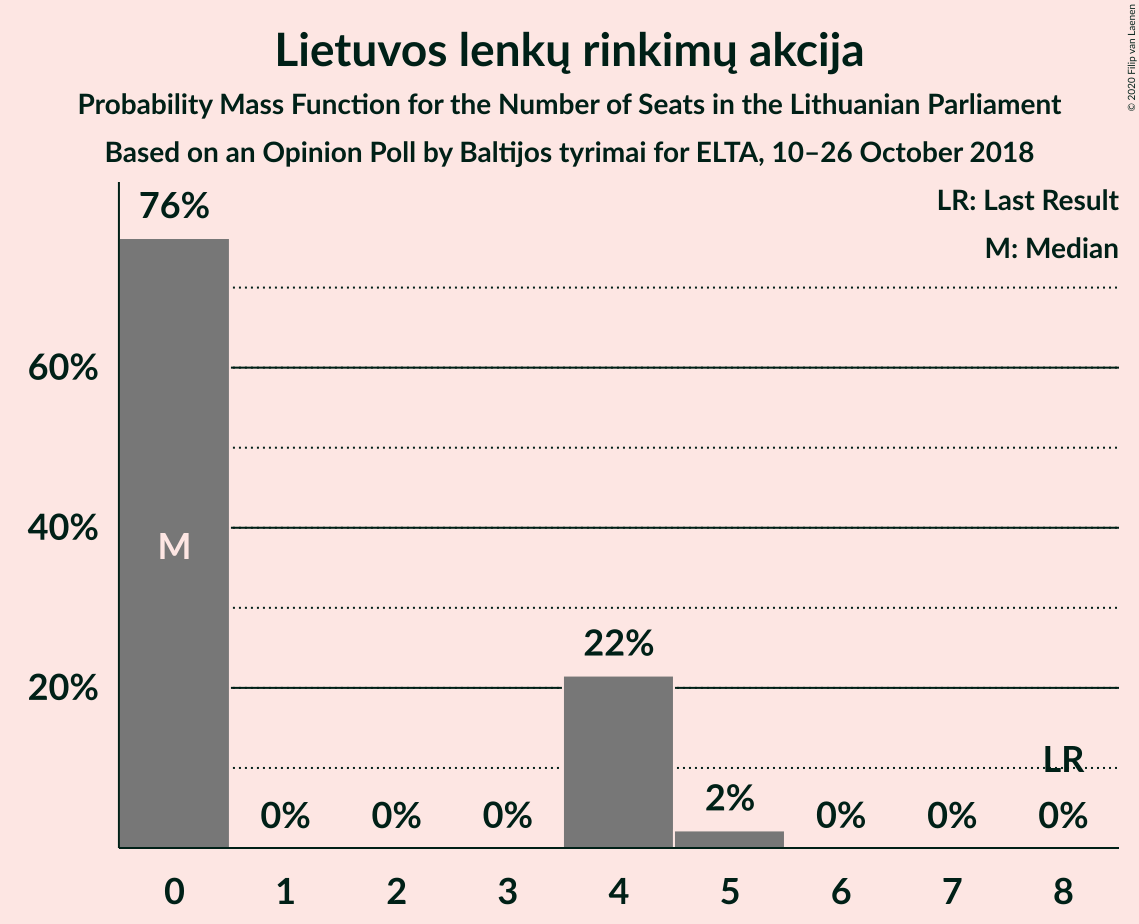 Lietuvos lenkų rinkimų akcija
Probability Mass Function for the Number of Seats in the Lithuanian Parliament
Based on an Opinion Poll by Baltijos tyrimai for ELTA, 10–26 October 2018
© 2020 Filip van Laenen
LR: Last Result
M: Median
76%
60%
40%
M
22%
20%
LR
2%
0% 0% 0% 0% 0% 0%
0 1 2 3 4 5 6 7 8